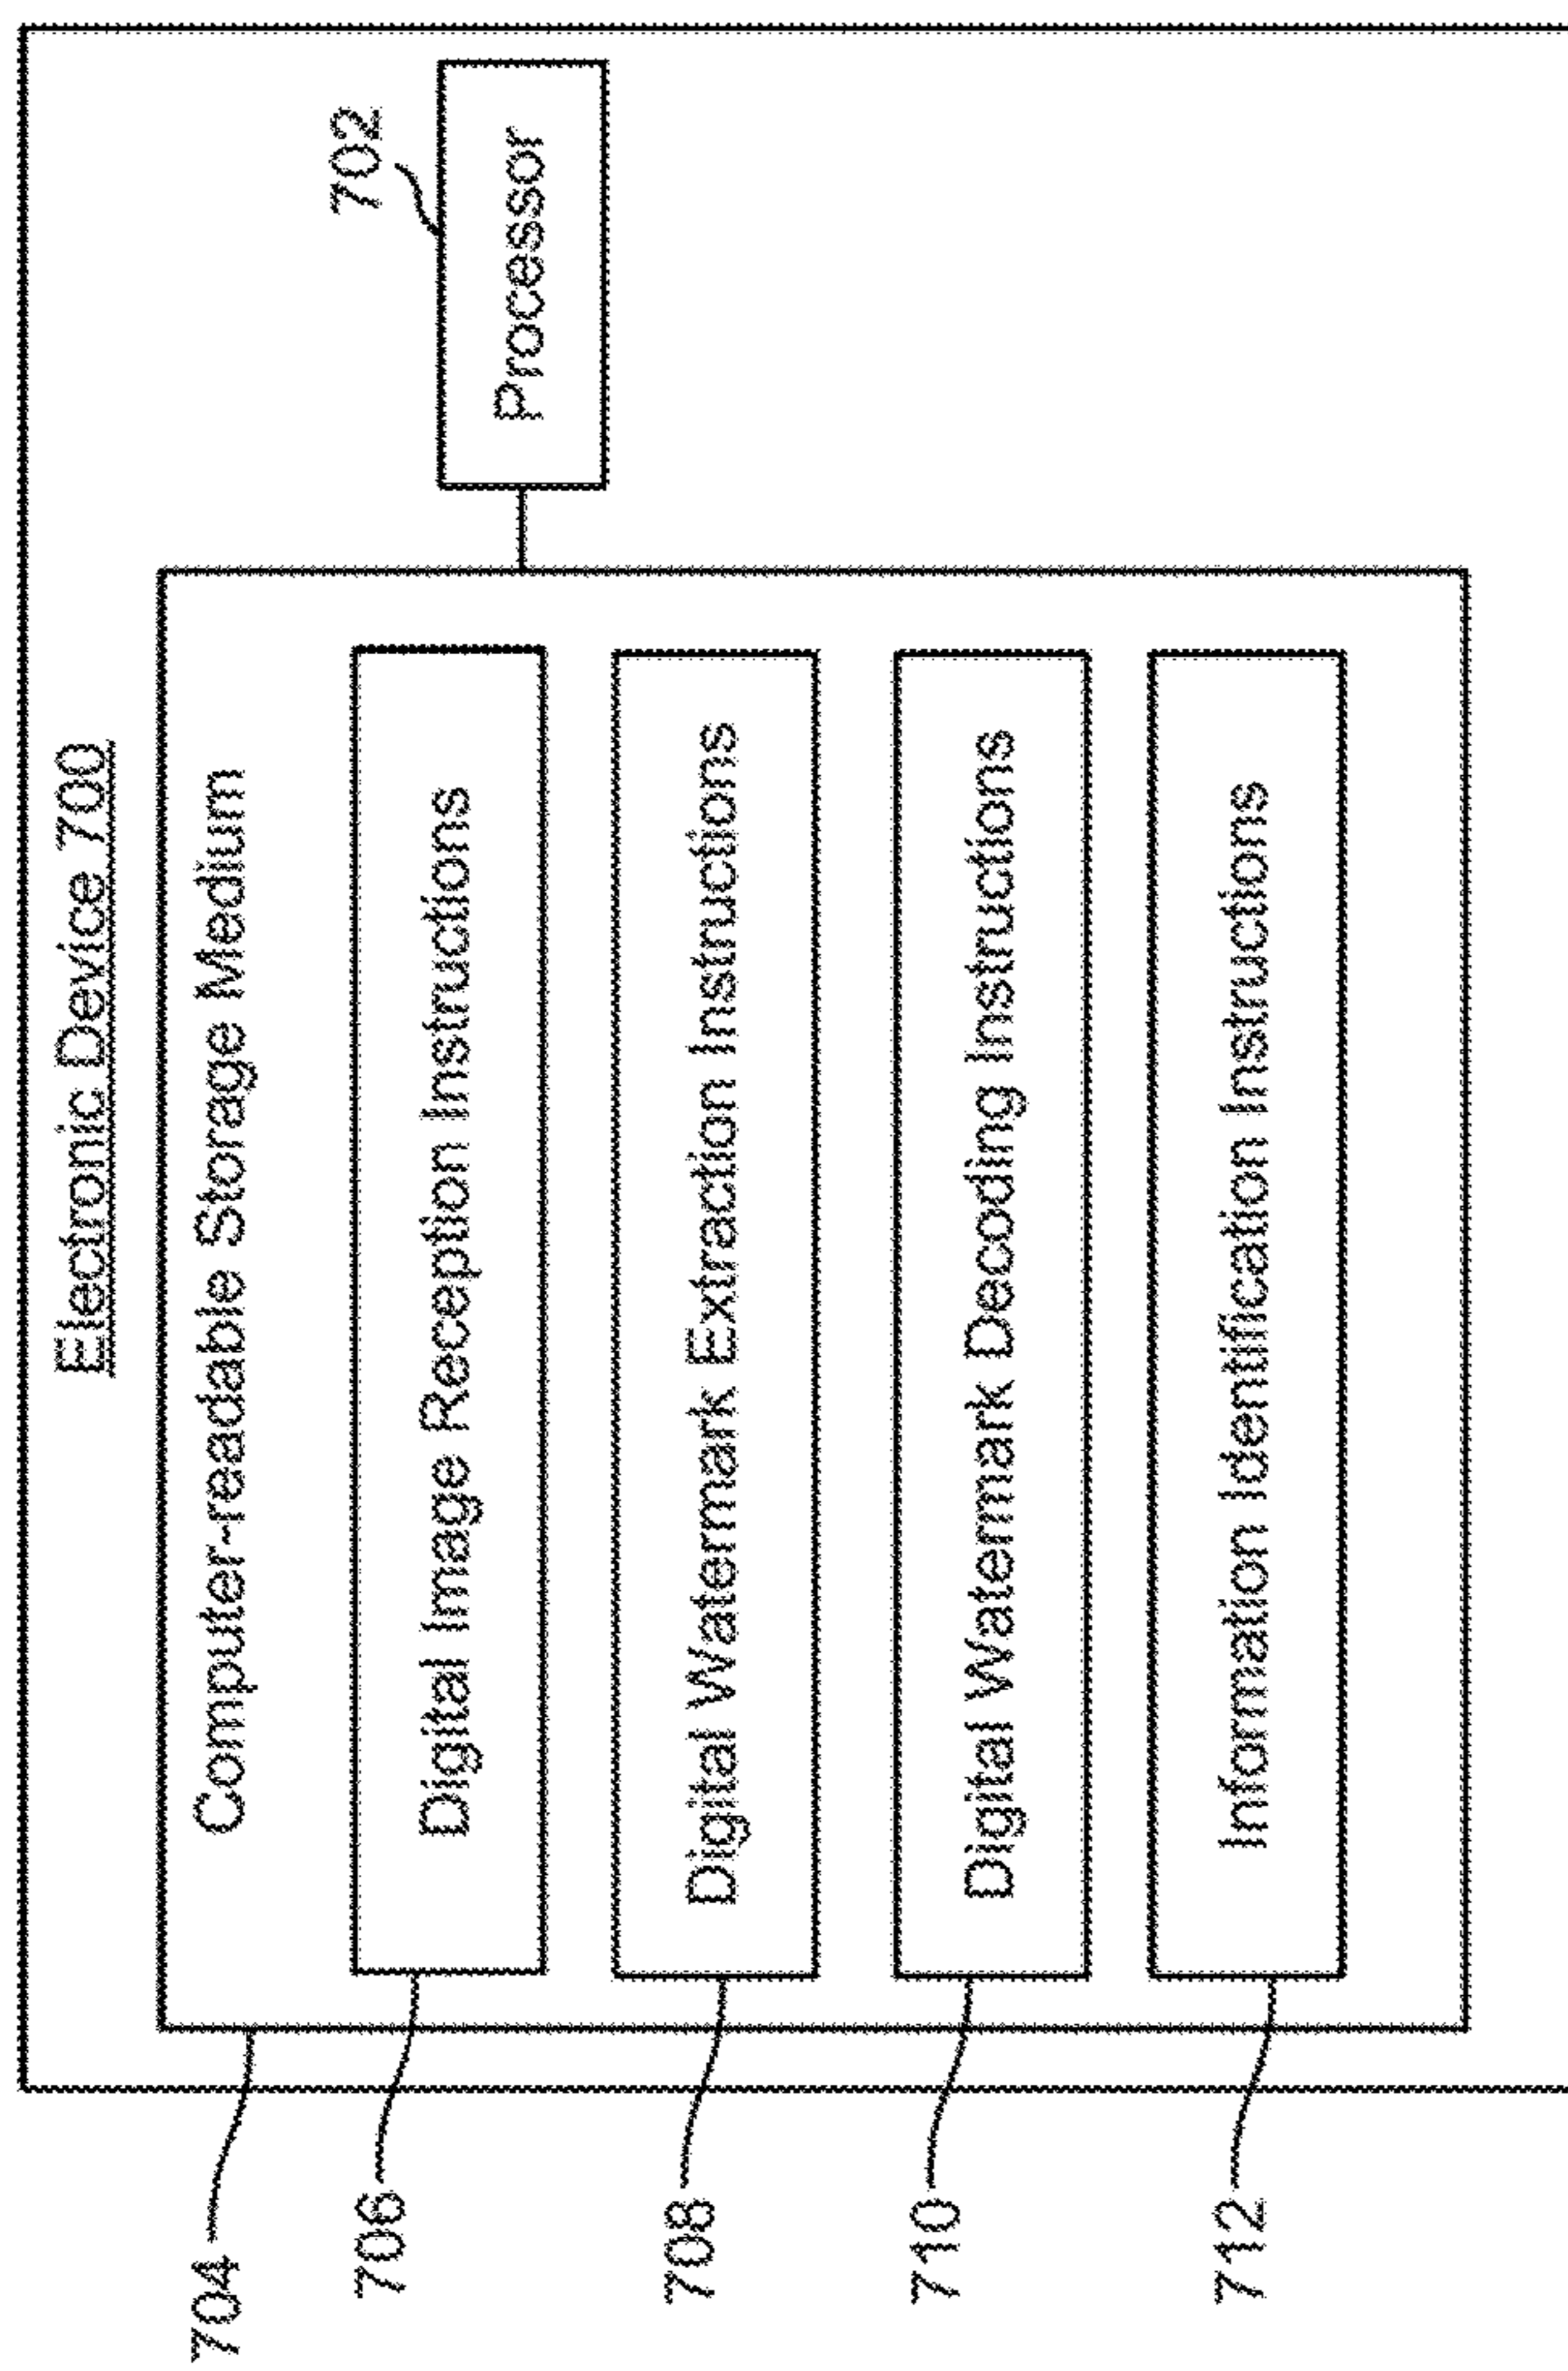 Electronic Device 700
704
Computer-readable Storage Medium
702
Processor
706
Digital Image Reception Instructions
708
Digital Watermark Extraction Instructions
710
Digital Watermark Decoding Instructions
712
Information Identification Instructions